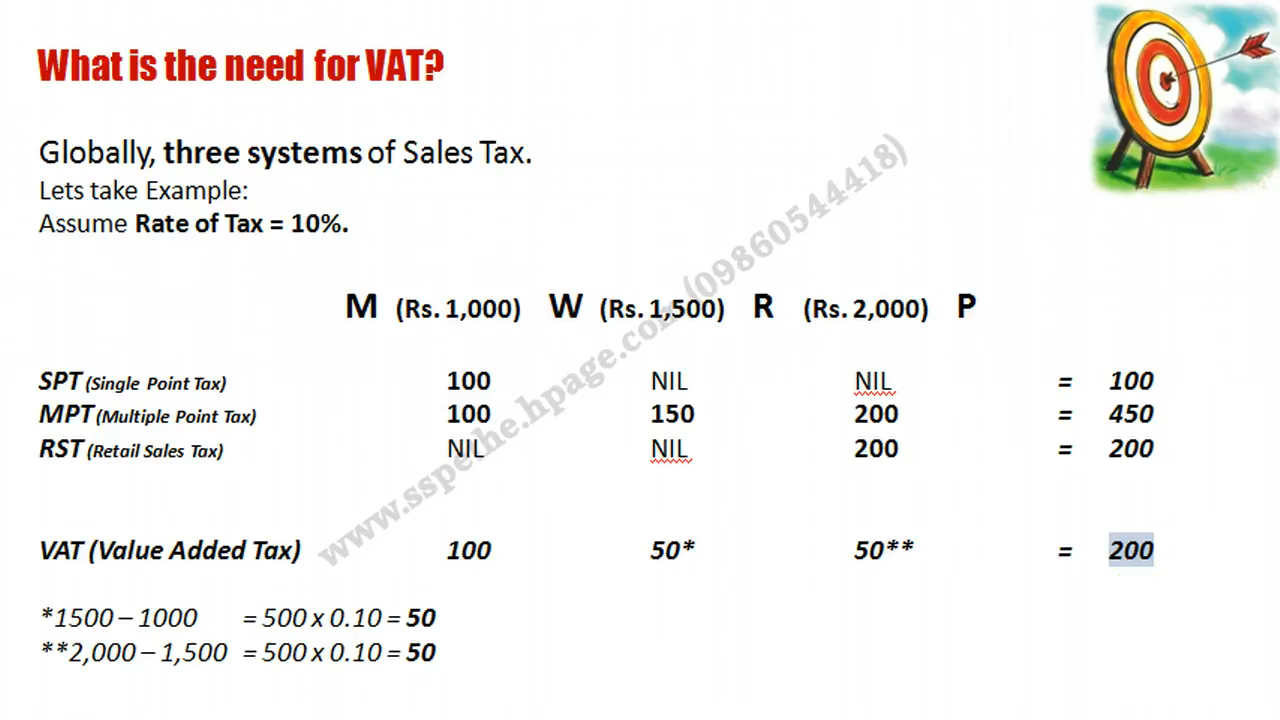 What is the need for VAT?
Globally, three systems of Sales Tax.
Lets take Example:
Assume Rate of Tax = 10%.
M (Rs. 1,000) W (Rs. 1,500) R (Rs. 2,000) P
SPT (Single Point Tax) 100 NIL NIL = 100
MPT (Multiple Point Tax) 100 150 200 = 450
RST (Retail Sales Tax) NIL NIL 200 = 200
VAT (Value Added Tax) 100 50* 50** = 200
*1500 – 1000 = 500 x 0.10 = 50
**2,000 – 1,500 = 500 x 0.10 = 50
www.sspe.he.hpage.com (09860544418)